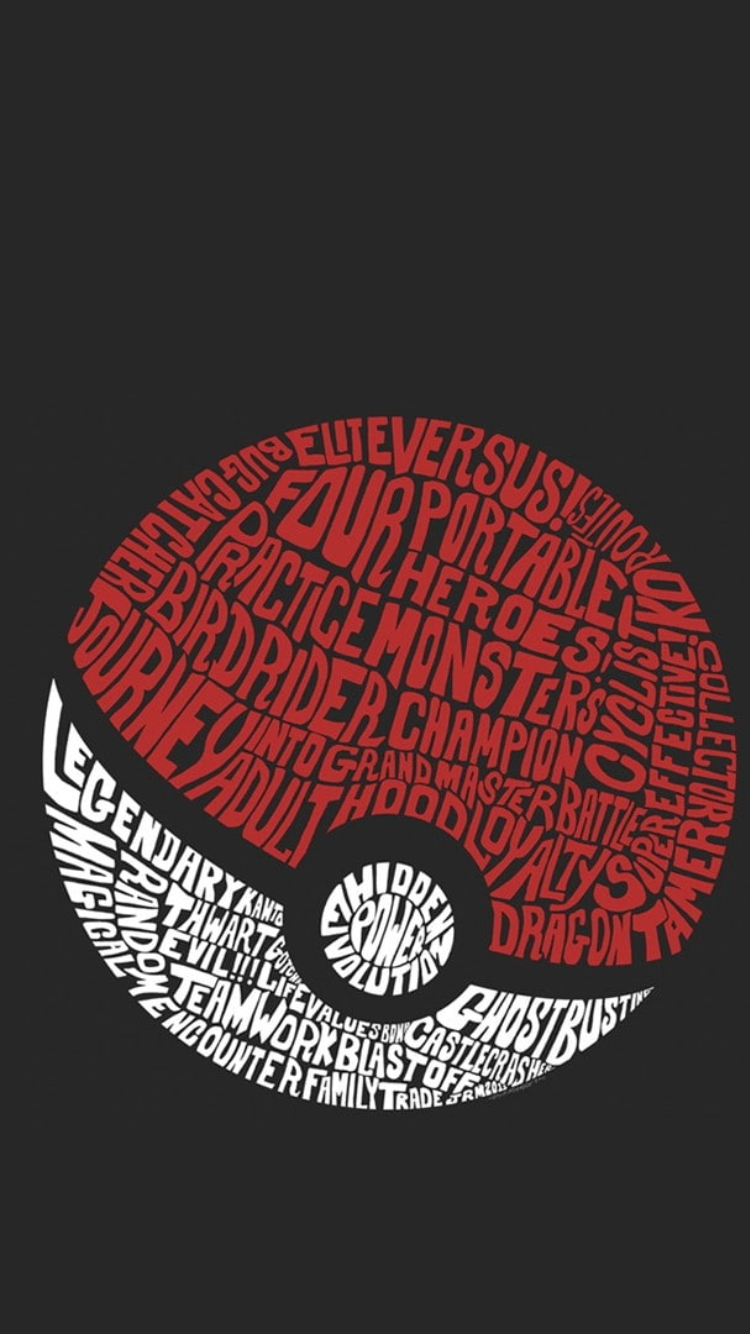 ELITE VERSUS!
BUG CATCHER
FOUR PORTABLE
ROUTES!
KO!
PRACTICE HEROES!
BIRD RIDER MONSTERS
CYCLIST
COLLECTOR
SUPER EFFECTIVE!
JOURNEY INTO ADULTHOOD
CHAMPION
GRAND MASTER BATTLE
LOYALTY
DRAGON TAMER
HIDDEN
POWER
EVOLUTION
LEGENDARY KANTO
MAGICAL
RANDOM
THWART
EVIL!!!
GOTCHA
LIFE VALUES
TEAMWORK
BLAST OFF
ENCOUNTER FAMILY TRADE
CASTLE CRASHER
GHOSTBUSTING